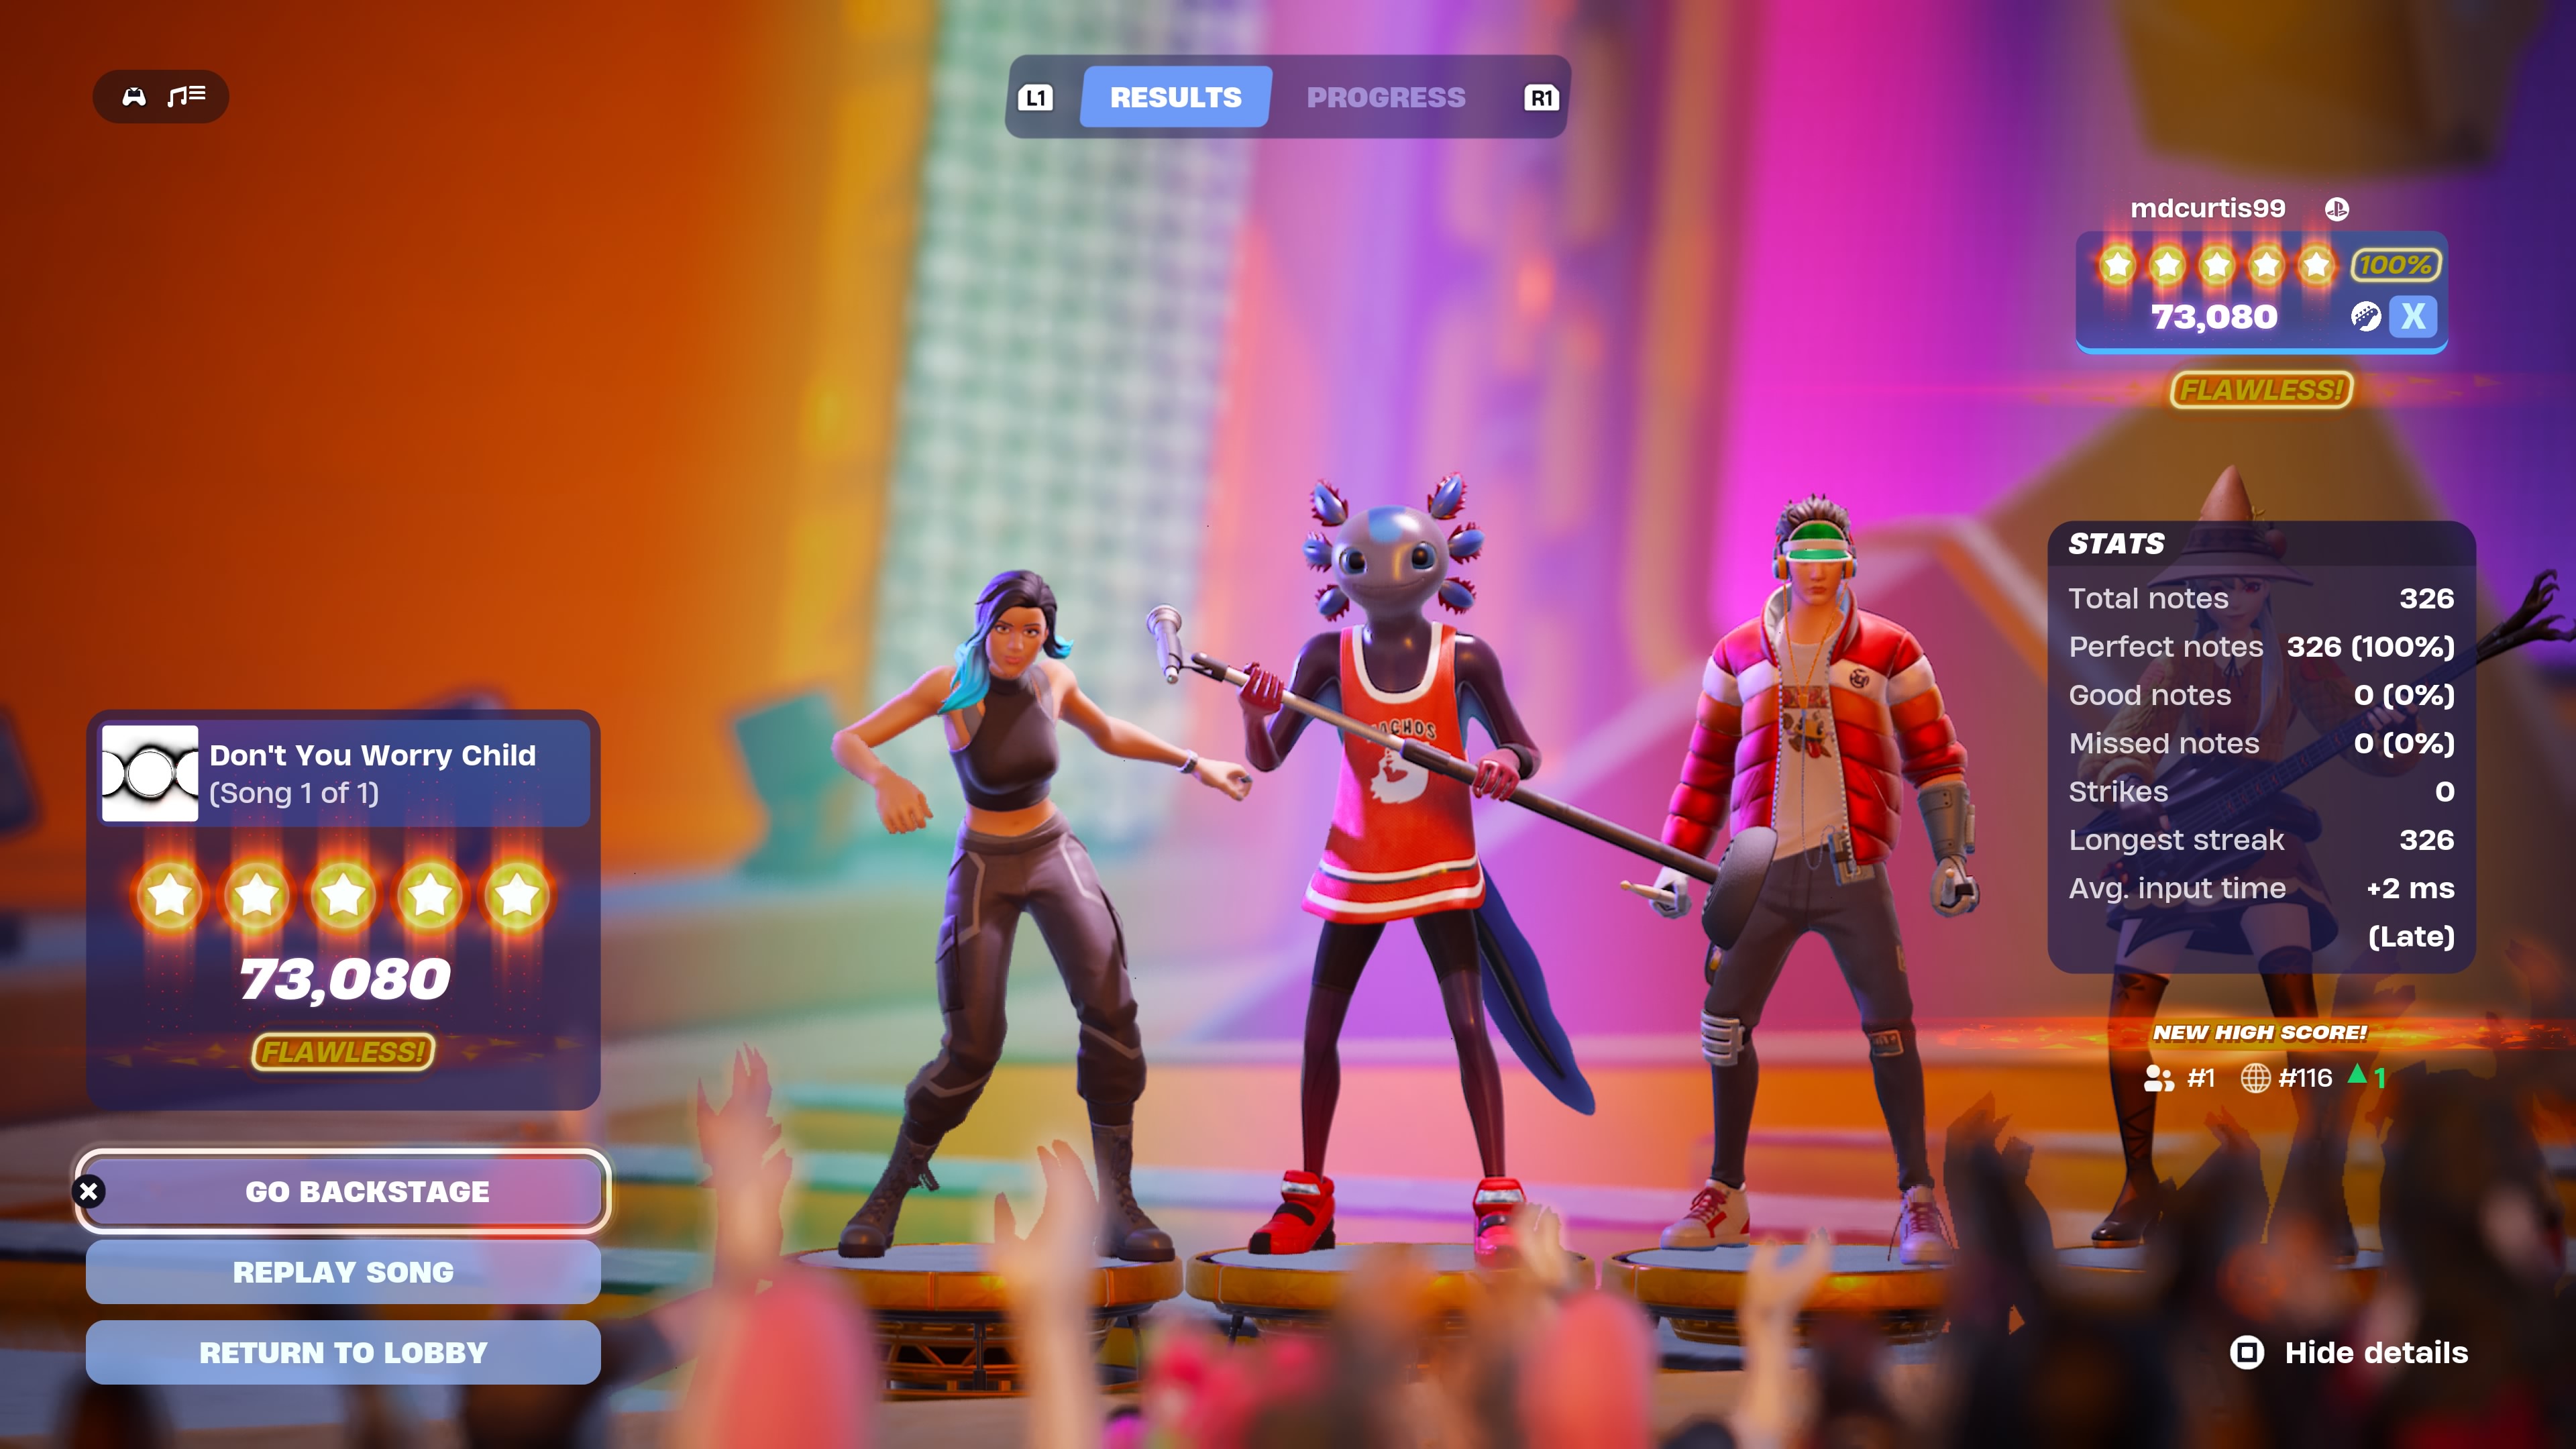 L1
RESULTS
PROGRESS
R1
mdcurtis99
100%
73,080
X
FLAWLESS!
STATS
Total notes 326
Perfect notes 326 (100%)
Good notes 0 (0%)
Missed notes 0 (0%)
Strikes 0
Longest streak 326
Avg. input time +2 ms
(Late)
NEW HIGH SCORE!
#1 #116 1
Don't You Worry Child
(Song 1 of 1)
73,080
FLAWLESS!
GO BACKSTAGE
REPLAY SONG
RETURN TO LOBBY
Hide details